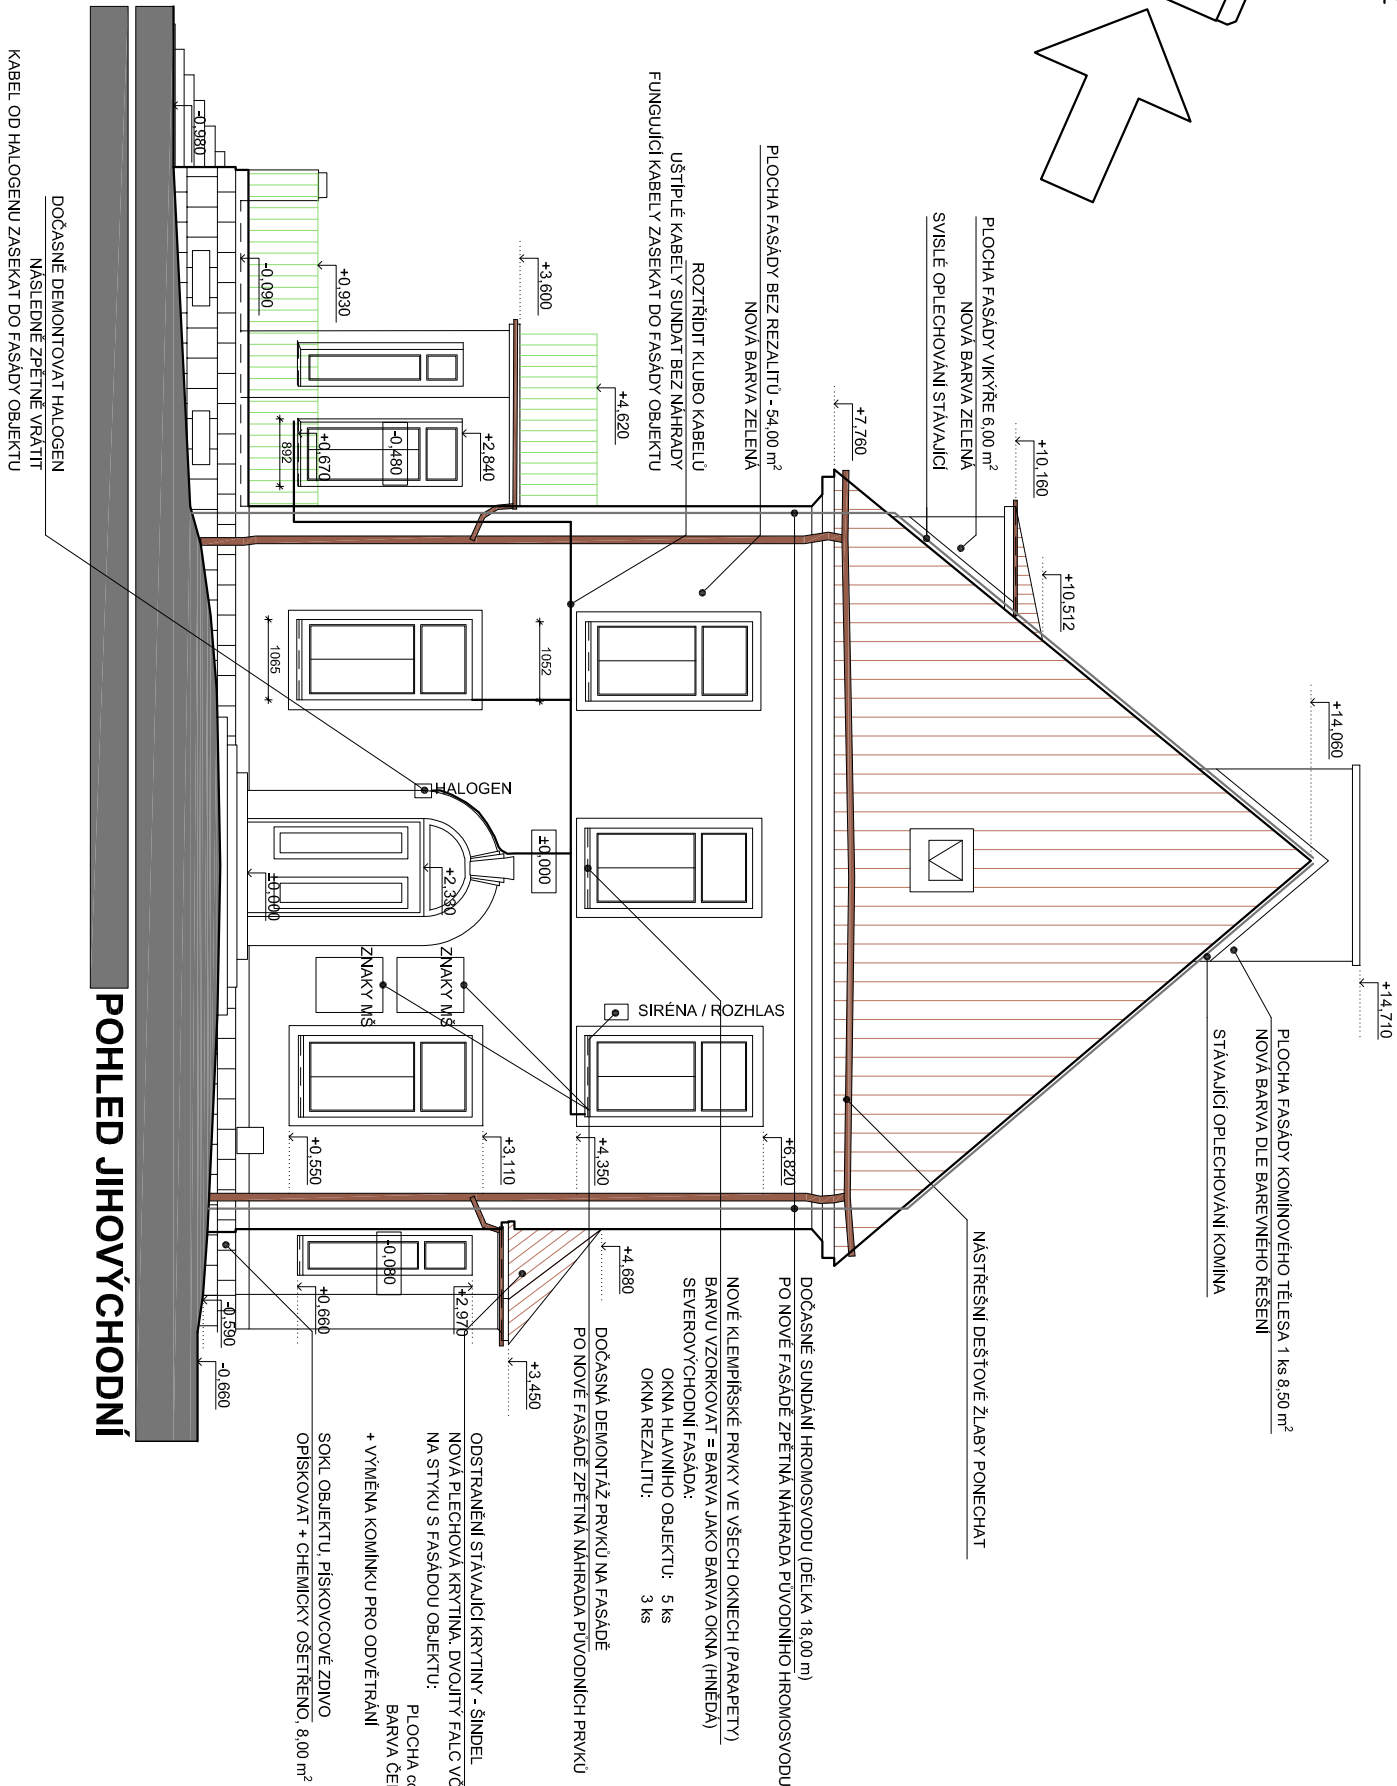 +14,710
+14,060
PLOCHA FASÁDY KOMÍNOVÉHO TĚLESA 1 ks 8,50 m²
NOVÁ BARVA DLE BAREVNÉHO ŘEŠENÍ
STÁVAJÍCÍ OPLECHOVÁNÍ KOMÍNA
+10,512
+10,160
PLOCHA FASÁDY VIKÝŘE 6,00 m²
NOVÁ BARVA ZELENÁ
SVISLÉ OPLECHOVÁNÍ STÁVAJÍCÍ
NÁSTŘEŠNÍ DEŠŤOVÉ ŽLABY PONECHAT
+7,760
PLOCHA FASÁDY BEZ REZALITŮ - 54,00 m²
NOVÁ BARVA ZELENÁ
DOČASNÉ SUNDÁNÍ HROMOSVODU (DÉLKA 18,00 m)
PO NOVÉ FASÁDĚ ZPĚTNÁ NÁHRADA PŮVODNÍHO HROMOSVODU
+6,820
ROZTŘÍDIT KLUBO KABELŮ
UŠTÍPLÉ KABELY SUNDAT BEZ NÁHRADY
FUNGUJÍCÍ KABELY ZASEKAT DO FASÁDY OBJEKTU
NOVÉ KLEMPÍŘSKÉ PRVKY VE VŠECH OKNECH (PARAPETY)
BARVU VZORKOVAT = BARVA JAKO BARVA OKNA (HNĚDÁ)
SEVEROVÝCHODNÍ FASÁDA:
OKNA HLAVNÍHO OBJEKTU: 5 ks
OKNA REZALITU: 3 ks
SIRÉNA / ROZHLAS
+4,620
+4,680
+4,350
DOČASNÁ DEMONTÁŽ PRVKŮ NA FASÁDĚ
PO NOVÉ FASÁDĚ ZPĚTNÁ NÁHRADA PŮVODNÍCH PRVKŮ
+3,600
1052
±0,000
+3,450
HALOGEN
+3,110
+2,840
+2,970
ODSTRANĚNÍ STÁVAJÍCÍ KRYTINY - ŠINDEL
NOVÁ PLECHOVÁ KRYTINA. DVOJITÝ FALC VČ
NA STYKU S FASÁDOU OBJEKTU:
PLOCHA c
BARVA ČE
+ VÝMĚNA KOMÍNKU PRO ODVĚTRÁNÍ
ZNAKY MŠ
+2,330
-0,480
-0,080
ZNAKY MŠ
+0,930
+0,670
892
1065
+0,550
+0,660
SOKL OBJEKTU, PÍSKOVCOVÉ ZDIVO
OPÍSKOVAT + CHEMICKY OŠETŘENO, 8,00 m²
-0,090
±0,000
-0,980
-0,590
-0,660
DOČASNĚ DEMONTOVAT HALOGEN
NÁSLEDNĚ ZPĚTNĚ VRÁTIT
KABEL OD HALOGENU ZASEKAT DO FASÁDY OBJEKTU
POHLED JIHOVÝCHODNÍ